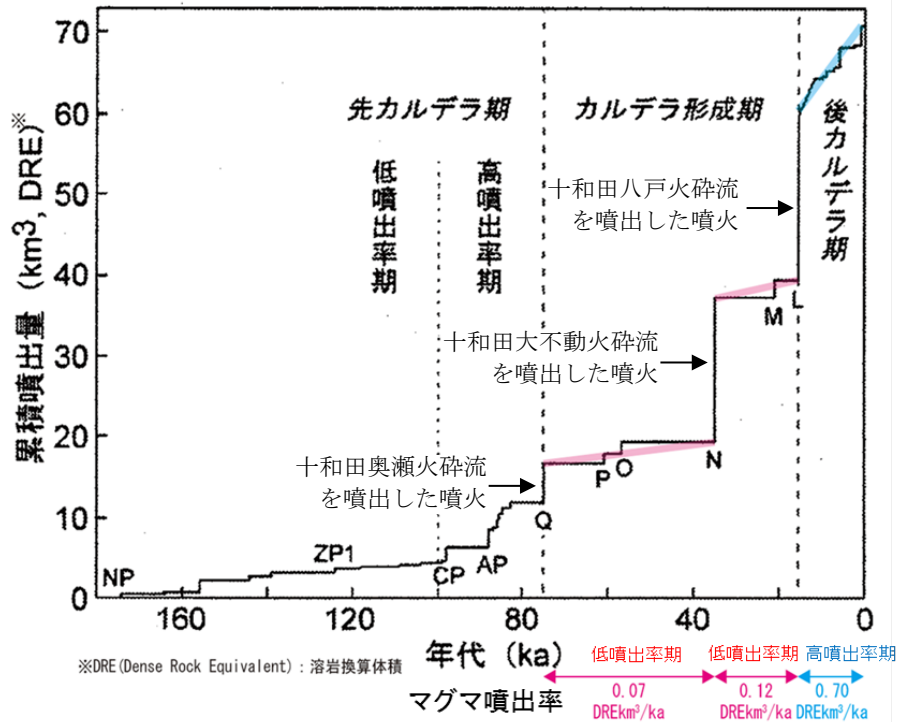 累積噴出量 (km3, DRE)※
70
60
50
40
30
20
10
0
先カルデラ期
カルデラ形成期
後カルデラ期
低噴出率期
高噴出率期
十和田八戸火砕流
を噴出した噴火
十和田大不動火砕流
を噴出した噴火
十和田奥瀬火砕流
を噴出した噴火
NP
ZP1
CP
AP
Q
P
O
N
M
L
160
120
80
40
0
年代 (ka)
※DRE(Dense Rock Equivalent) : 溶岩換算体積
マグマ噴出率
低噴出率期
低噴出率期
高噴出率期
0.07
DREkm³/ka
0.12
DREkm³/ka
0.70
DREkm³/ka